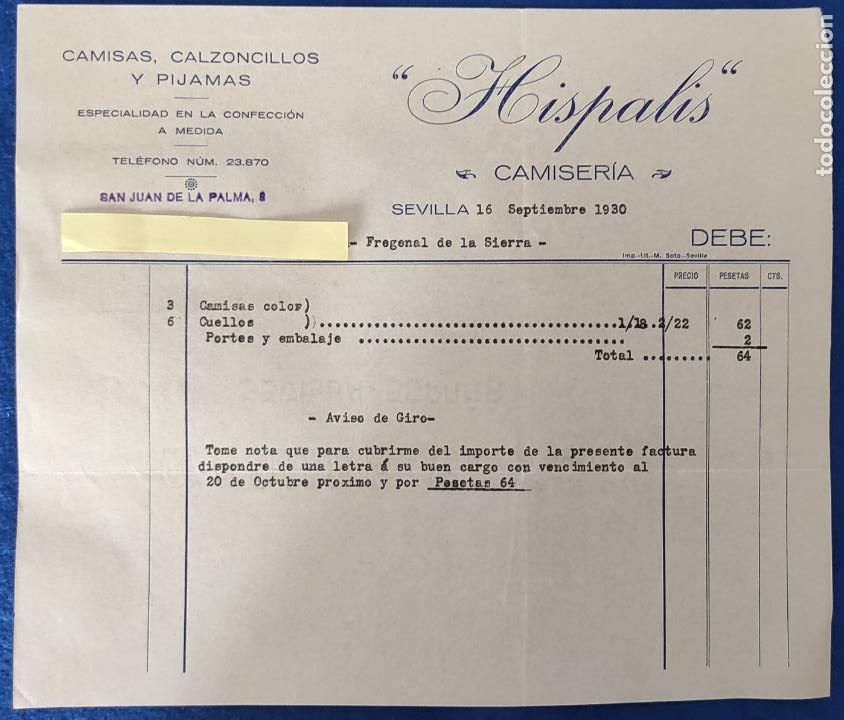 CAMISAS, CALZONCILLOS
Y PIJAMAS
ESPECIALIDAD EN LA CONFECCIÓN
A MEDIDA
TELÉFONO NÚM. 23.870
SAN JUAN DE LA PALMA,
"Hispalis"
CAMISERÍA
SEVILLA 16 Septiembre 1930
- Fregenal de la Sierra -
DEBE:
Imp.-Lit.-M. Soto.-Sevilla
PRECIO PESETAS CTS.
3 Camisas color)
6 Cuellos )......................................1/18.2/22 62
Portes y embalaje .................................. 2
Total ......... 64
- Aviso de Giro-
Tome nota que para cubrirme del importe de la presente factura
dispondre de una letra á su buen cargo con vencimiento al
20 de Octubre proximo y por Pesetas 64
todocoleccion